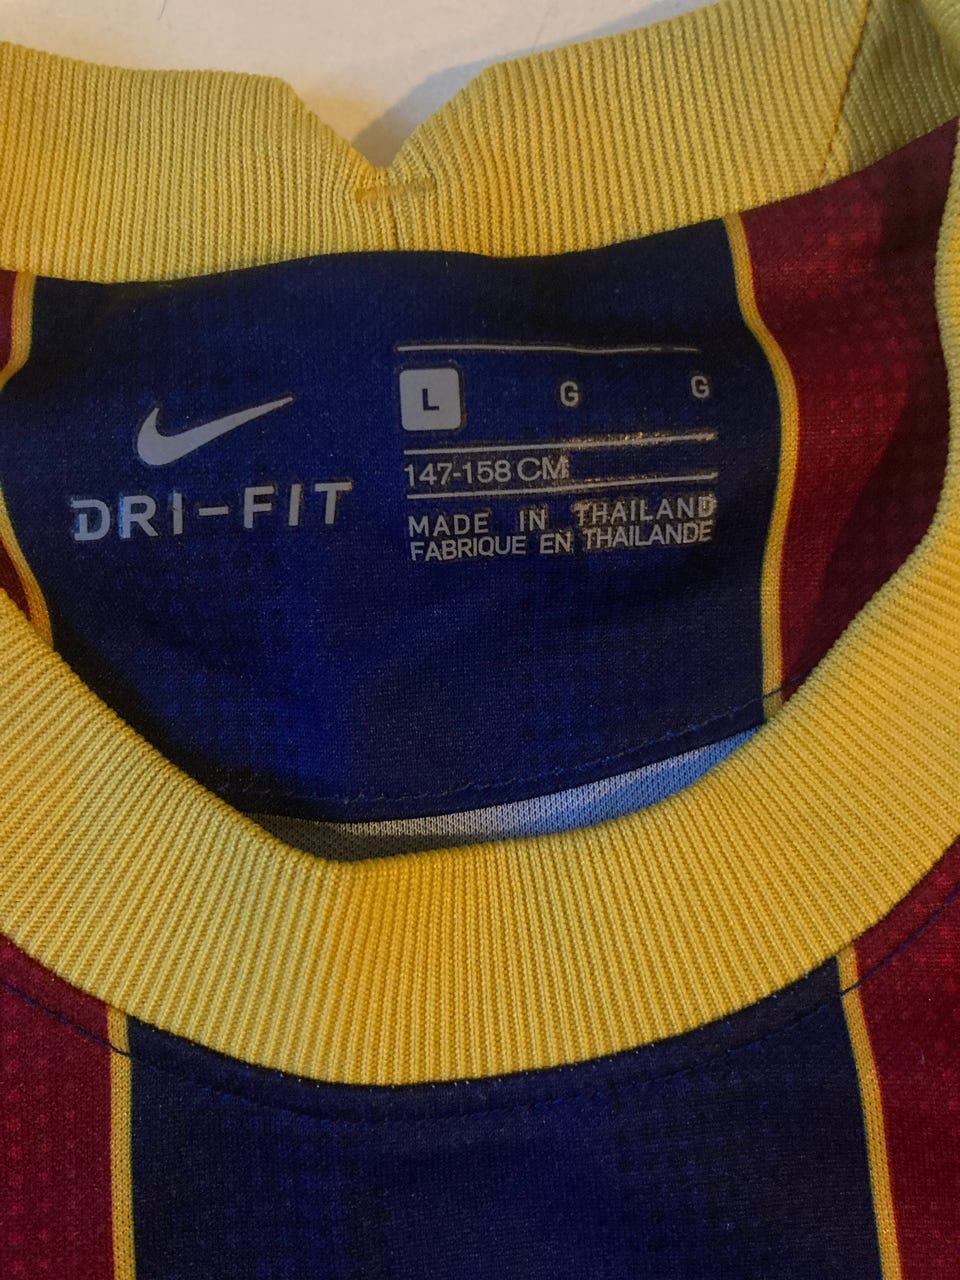 DRI-FIT
L G G
147-158 CM
MADE IN THAILAND
FABRIQUE EN THAILANDE